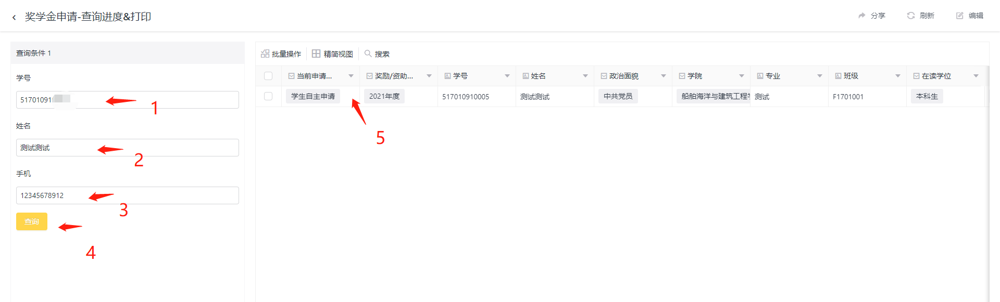 奖学金申请-查询进度&打印
分享 刷新 编辑
查询条件 1
学号
51701091
1
姓名
测试测试
2
手机
12345678912
3
查询
4
批量操作 精简视图 搜索
当前申请... 奖励/资助... 学号 姓名 政治面貌 学院 专业 班级 在读学位
学生自主申请 2021年度 517010910005 测试测试 中共党员 船舶海洋与建筑工程 测试 F1701001 本科生
5